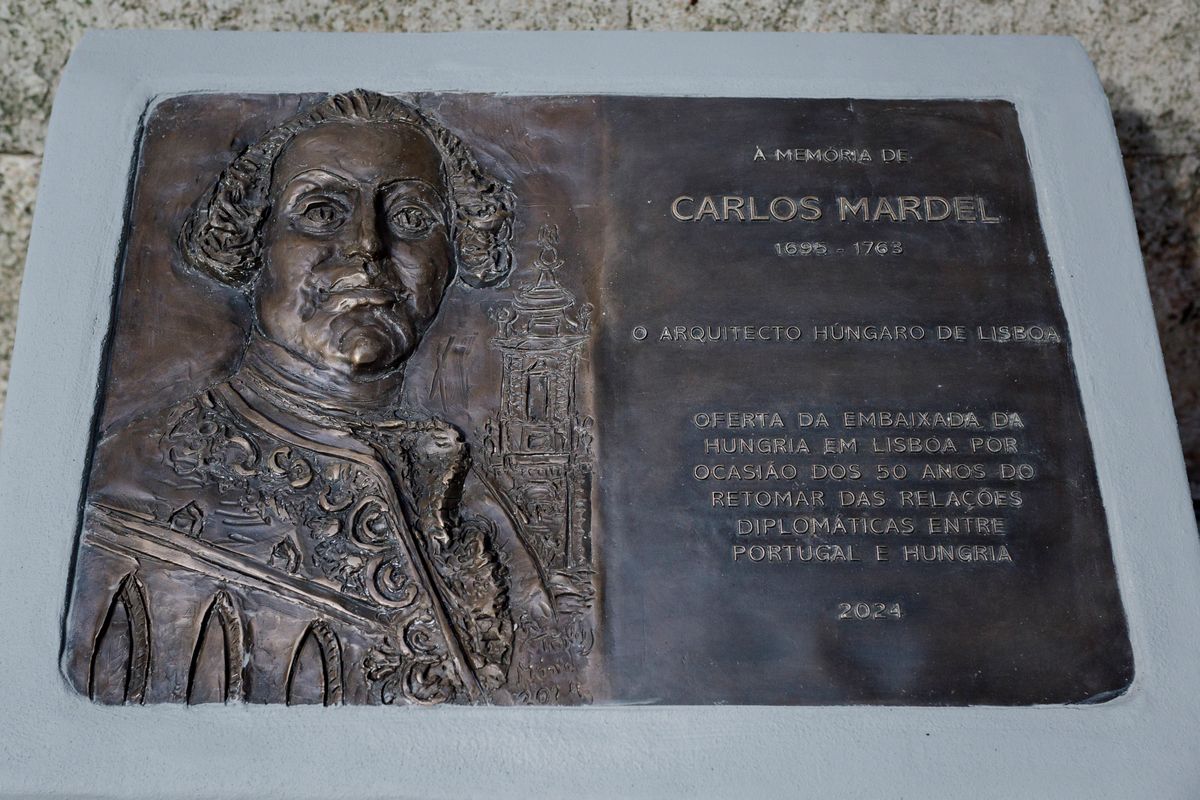 À MEMÓRIA DE
CARLOS MARDEL
1695 - 1763
O ARQUITECTO HÚNGARO DE LISBOA
OFERTA DA EMBAIXADA DA
HUNGRIA EM LISBOA POR
OCASIÃO DOS 50 ANOS DO
RETOMAR DAS RELAÇÕES
DIPLOMÁTICAS ENTRE
PORTUGAL E HUNGRIA
2024